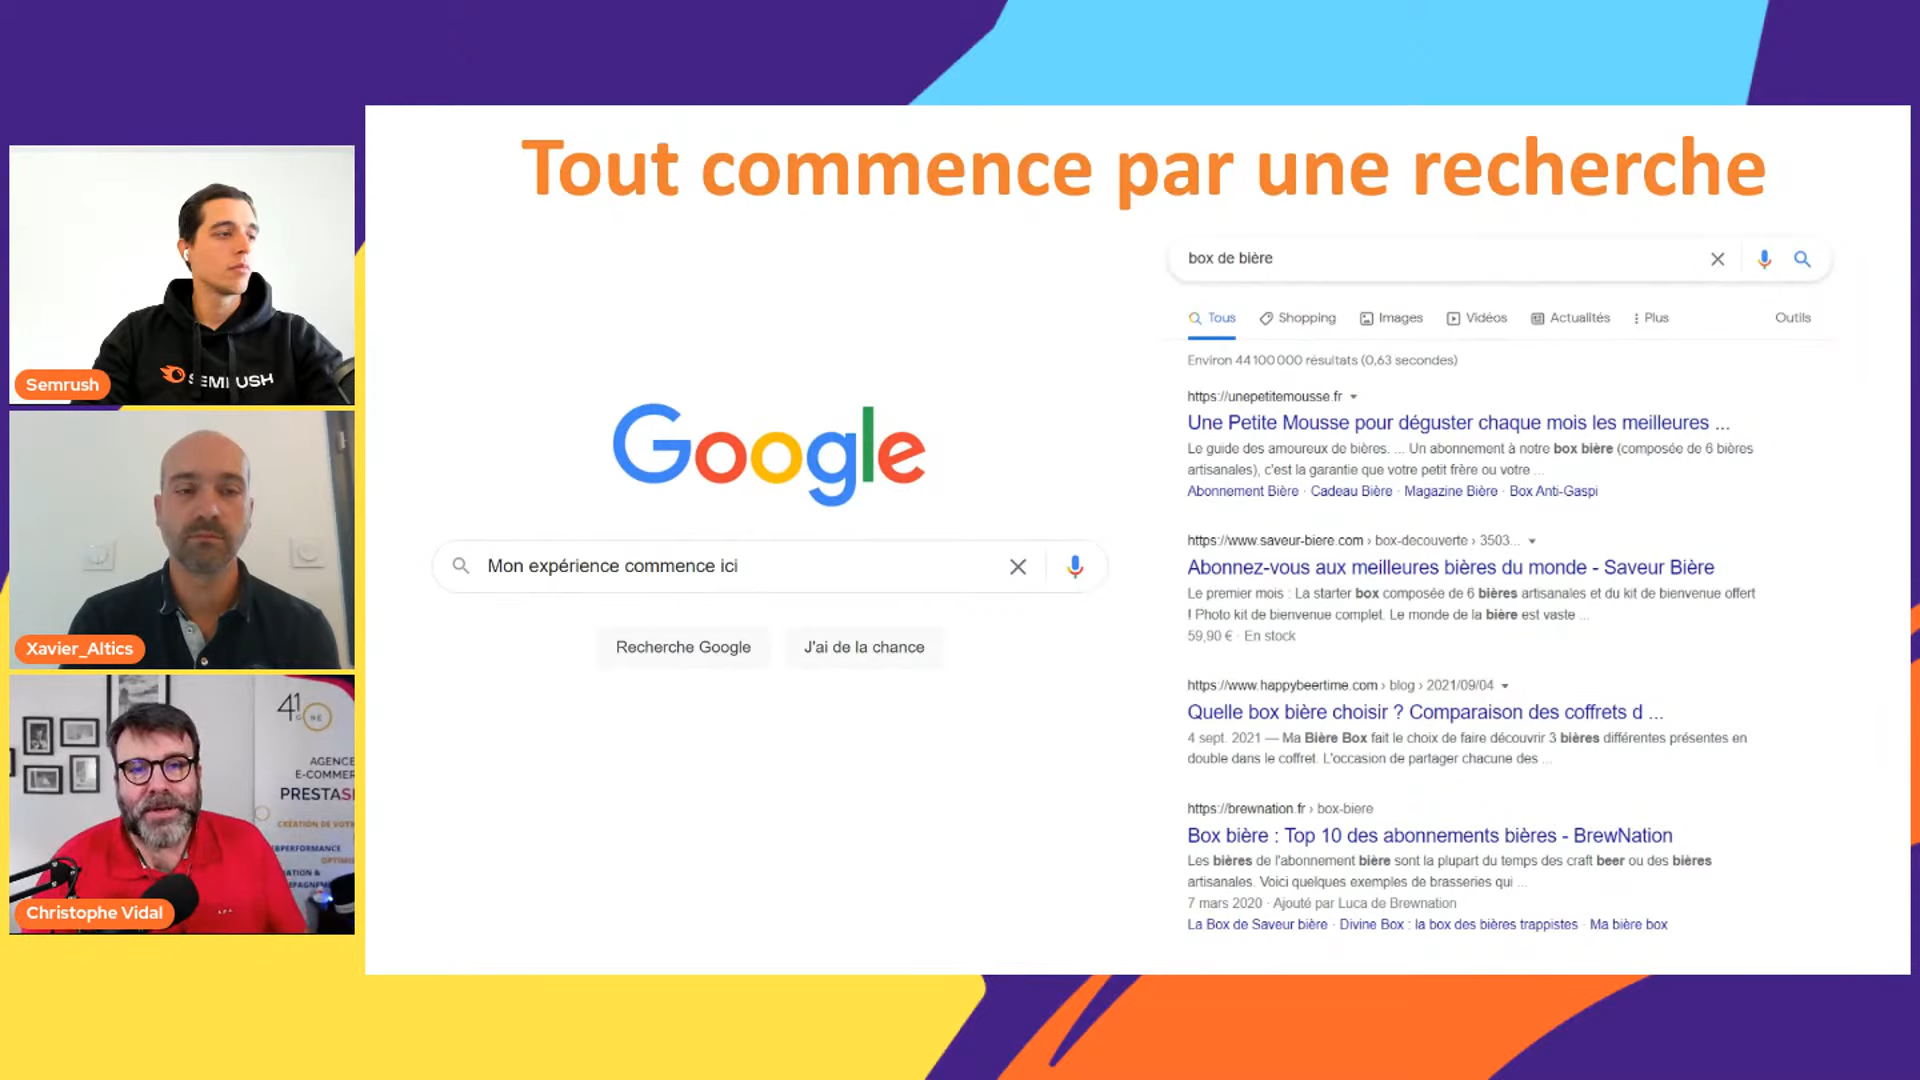 Tout commence par une recherche
SEMRUSH
Semrush
Xavier_Altics
41
G NE
AGENCE
E-COMMER
PRESTAS
CRÉATION DE VOT
EBPERFORMANCE
OPTIMIS
Christophe Vidal
Google
Mon expérience commence ici
Recherche Google
J'ai de la chance
box de bière
Tous Shopping Images Vidéos Actualités Plus Outils
Environ 44 100 000 résultats (0,63 secondes)
https://unepetitemousse.fr
Une Petite Mousse pour déguster chaque mois les meilleures ...
Le guide des amoureux de bières. ... Un abonnement à notre box bière (composée de 6 bières
artisanales), c'est la garantie que votre petit frère ou votre ...
Abonnement Bière · Cadeau Bière · Magazine Bière · Box Anti-Gaspi
https://www.saveur-biere.com › box-decouverte › 3503...
Abonnez-vous aux meilleures bières du monde - Saveur Bière
Le premier mois : La starter box composée de 6 bières artisanales et du kit de bienvenue offert
! Photo kit de bienvenue complet. Le monde de la bière est vaste ...
59,90 € · En stock
https://www.happybeertime.com › blog › 2021/09/04
Quelle box bière choisir ? Comparaison des coffrets d ...
4 sept. 2021 — Ma Bière Box fait le choix de faire découvrir 3 bières différentes présentes en
double dans le coffret. L'occasion de partager chacune des ...
https://brewnation.fr › box-biere
Box bière : Top 10 des abonnements bières - BrewNation
Les bières de l'abonnement bière sont la plupart du temps des craft beer ou des bières
artisanales. Voici quelques exemples de brasseries qui ...
7 mars 2020 · Ajouté par Luca de Brewnation
La Box de Saveur bière · Divine Box : la box des bières trappistes · Ma bière box